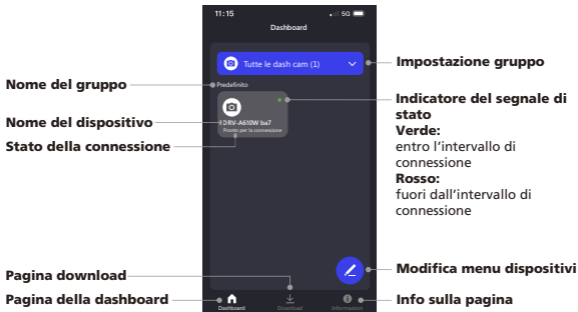 11:15
5G
Dashboard
Tutte le dash cam (1)
Impostazione gruppo
Nome del gruppo
Predefinito
Indicatore del segnale di
stato
Verde:
entro l'intervallo di
connessione
Rosso:
fuori dall'intervallo di
connessione
Nome del dispositivo
DRV-A610W ba7
Pronto per la connessione
Stato della connessione
Modifica menu dispositivi
Pagina download
Pagina della dashboard
Dashboard
Download
Informazioni
Info sulla pagina